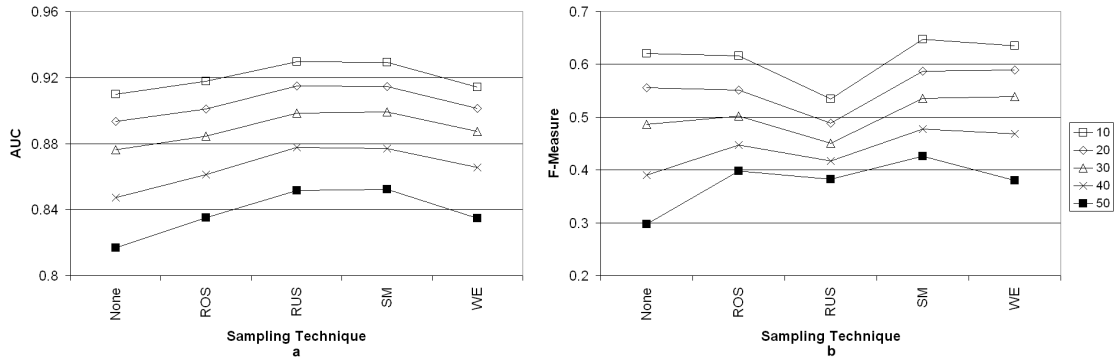 0.96
0.92
0.88
0.84
0.8
AUC
None
ROS
RUS
SM
WE
Sampling Technique
a
0.7
0.6
0.5
0.4
0.3
0.2
F-Measure
None
ROS
RUS
SM
WE
Sampling Technique
b
10
20
30
40
50